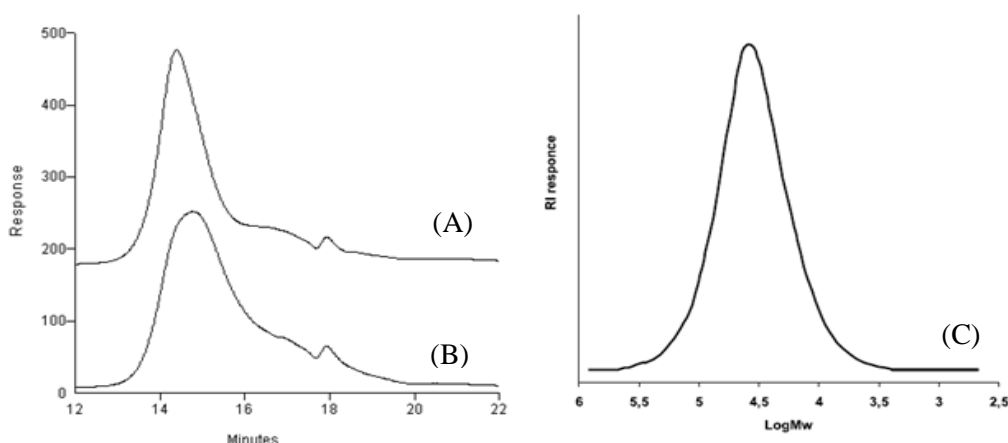 500
400
300
200
100
0
Response
12 14 16 18 20 22
Minutes
(A)
(B)
RI responce
6 5,5 5 4,5 4 3,5 3 2,5
LogMw
(C)